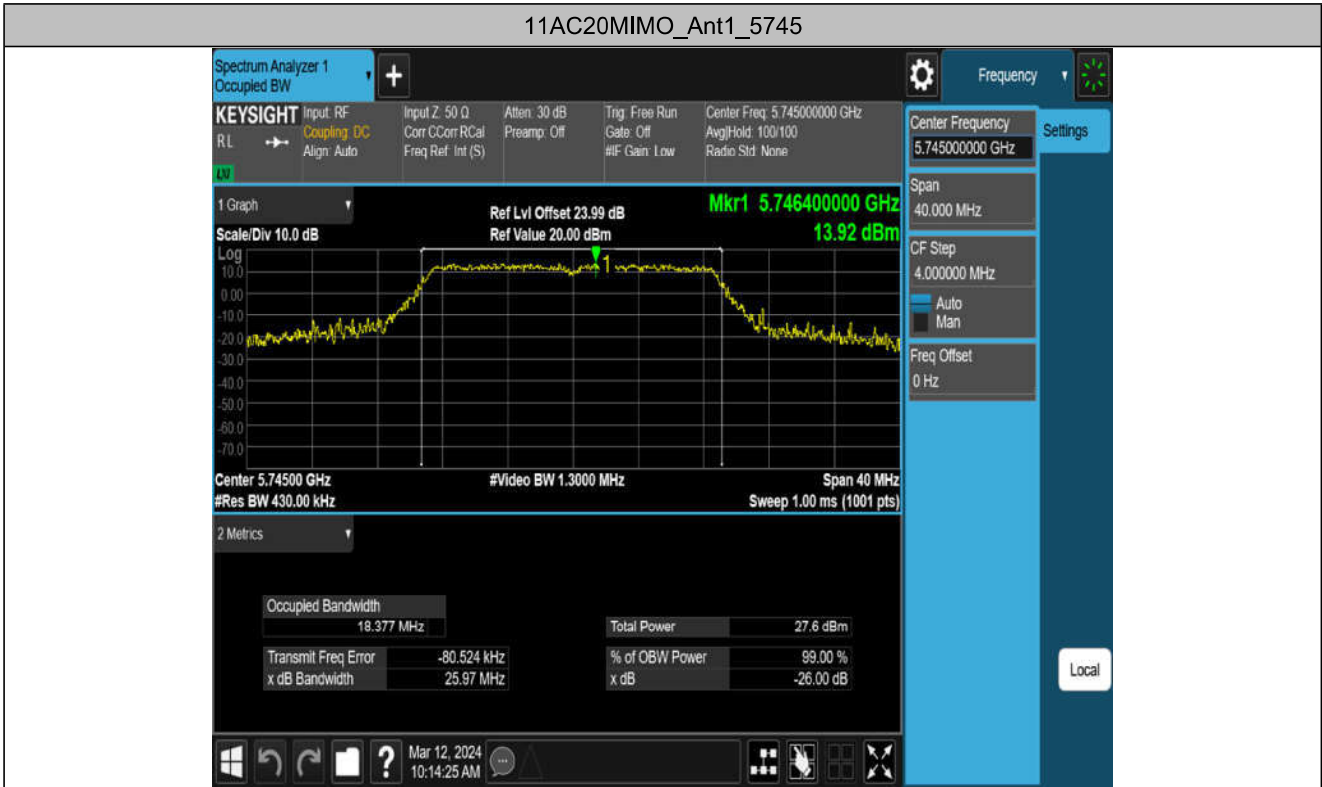 11AC20MIMO_Ant1_5745
Spectrum Analyzer 1
Occupied BW
+
Frequency
KEYSIGHT
R L
LXI
Input: RF
Coupling: DC
Align: Auto
Input Z: 50 Ω
Corr CCorr RCal
Freq Ref: Int (S)
Atten: 30 dB
Preamp: Off
Trig: Free Run
Gate: Off
#IF Gain: Low
Center Freq: 5.745000000 GHz
Avg|Hold: 100/100
Radio Std: None
Center Frequency
5.745000000 GHz
Settings
Span
40.000 MHz
CF Step
4.000000 MHz
Auto
Man
Freq Offset
0 Hz
Local
1 Graph
Scale/Div 10.0 dB
Ref Lvl Offset 23.99 dB
Ref Value 20.00 dBm
Mkr1 5.746400000 GHz
13.92 dBm
Log
10.0
0.00
-10.0
-20.0
-30.0
-40.0
-50.0
-60.0
-70.0
1
Center 5.74500 GHz
#Video BW 1.3000 MHz
Span 40 MHz
#Res BW 430.00 kHz
Sweep 1.00 ms (1001 pts)
2 Metrics
Occupied Bandwidth
18.377 MHz
Total Power 27.6 dBm
Transmit Freq Error -80.524 kHz
% of OBW Power 99.00 %
x dB Bandwidth 25.97 MHz
x dB -26.00 dB
?
Mar 12, 2024
10:14:25 AM